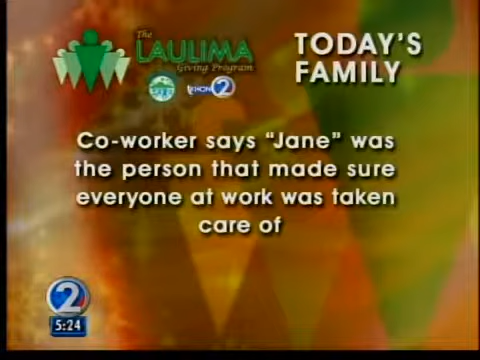 The
LAULIMA
Giving Program
KHON 2
TODAY'S
FAMILY
Co-worker says "Jane" was
the person that made sure
everyone at work was taken
care of
2
5:24